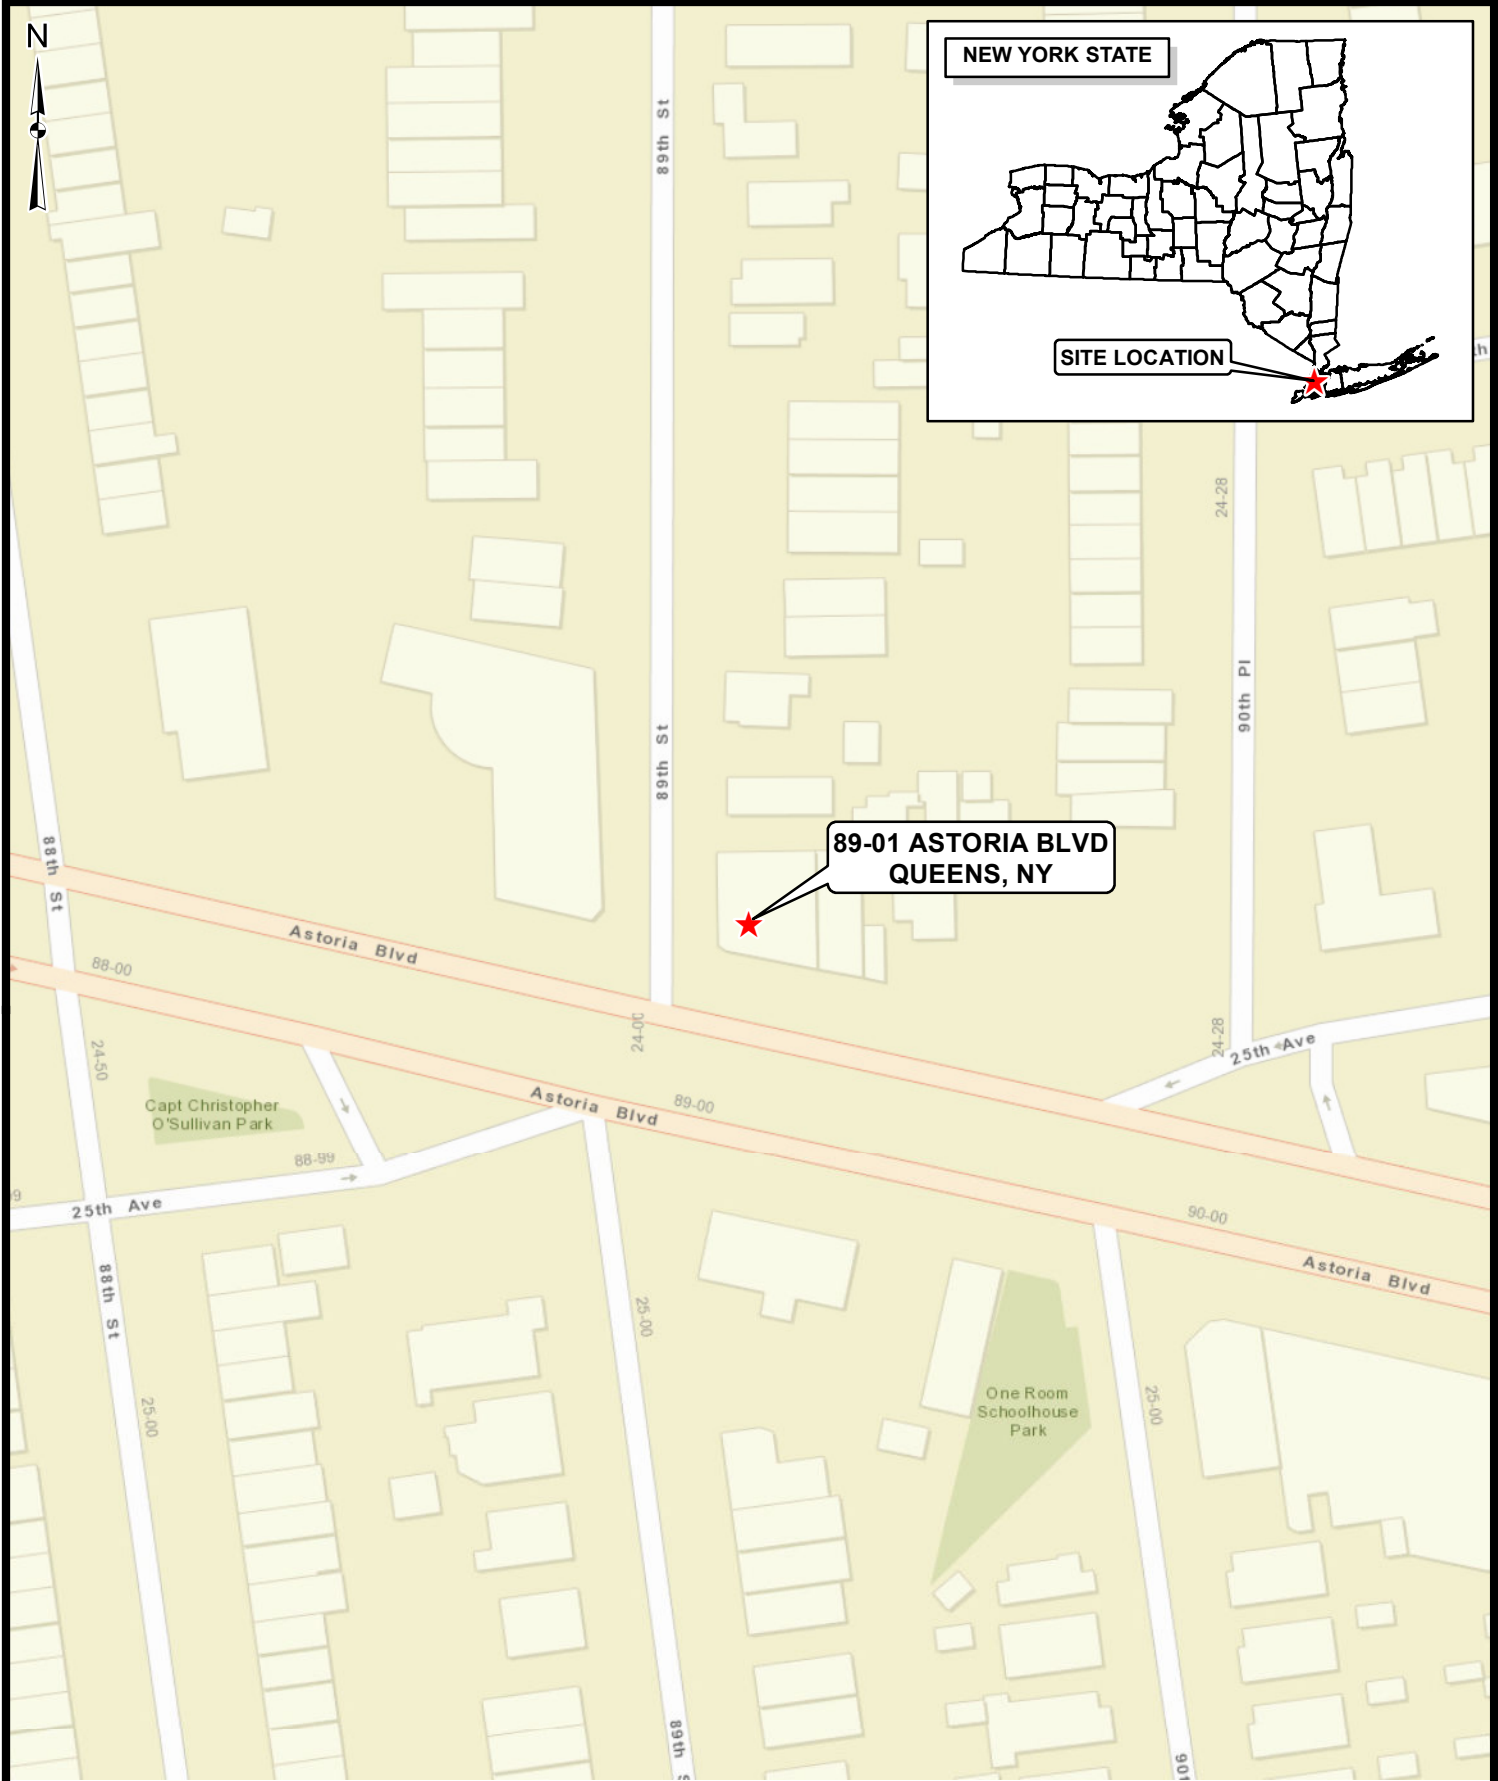 N
NEW YORK STATE
SITE LOCATION
89th St
24-28
90th Pl
89th St
88th St
89-01 ASTORIA BLVD
QUEENS, NY
Astoria Blvd
88-00
24-00
24-28
25th Ave
24-50
Capt Christopher
O'Sullivan Park
Astoria Blvd
89-00
88-99
25th Ave
90-00
Astoria Blvd
88th St
25-00
25-00
25-00
One Room
Schoolhouse
Park
89th